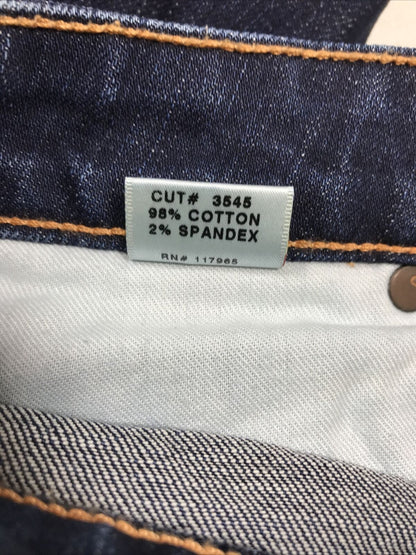 CUT# 3545
98% COTTON
2% SPANDEX
RN# 117965